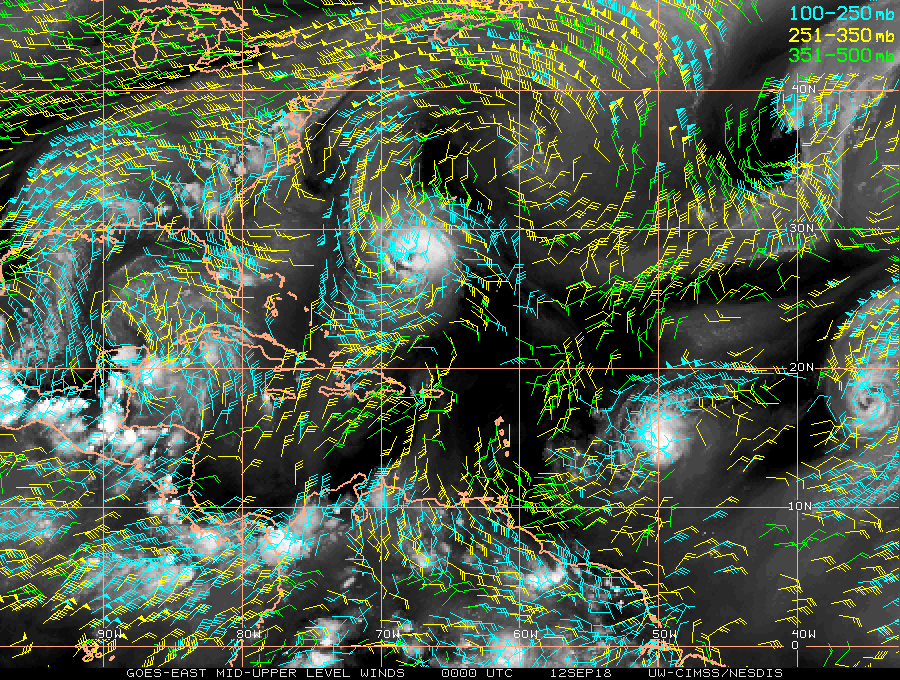 100-250mb
251-350mb
351-500mb
40N
30N
20N
10N
90W 80W 70W 60W 50W 40W
0
GOES-EAST MID-UPPER LEVEL WINDS 0000 UTC 12SEP18 UW-CIMSS/NESDIS